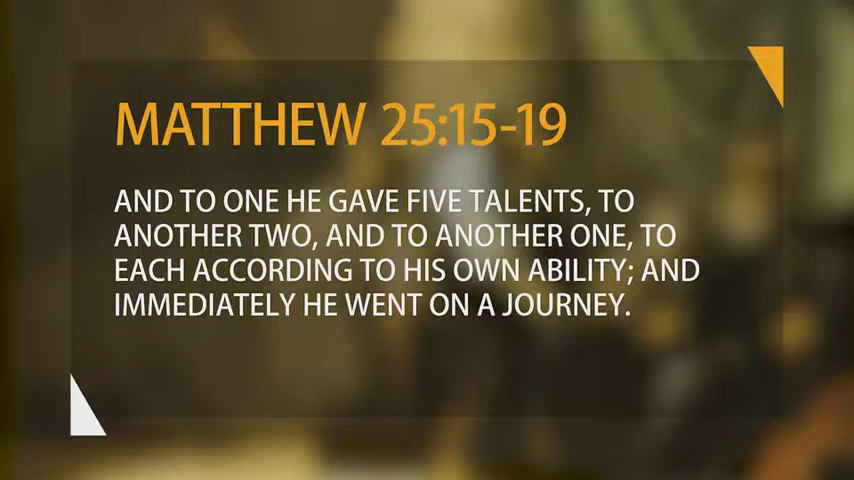 MATTHEW 25:15-19
AND TO ONE HE GAVE FIVE TALENTS, TO
ANOTHER TWO, AND TO ANOTHER ONE, TO
EACH ACCORDING TO HIS OWN ABILITY; AND
IMMEDIATELY HE WENT ON A JOURNEY.